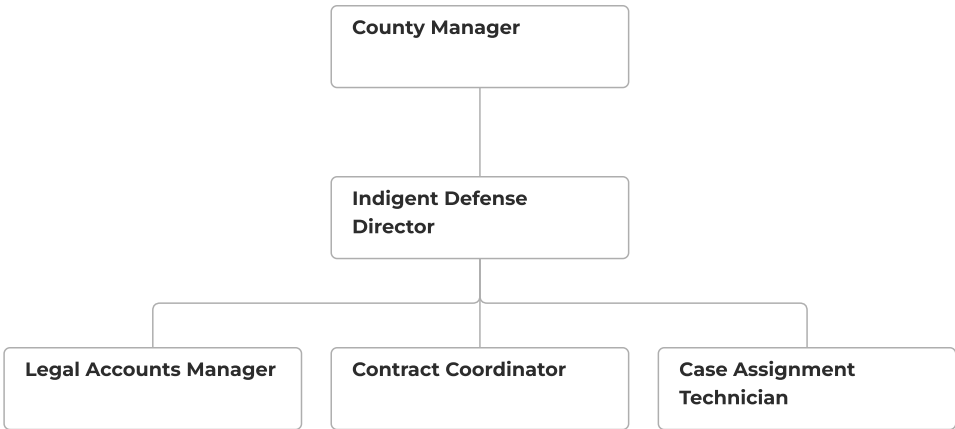 County Manager
Indigent Defense
Director
Legal Accounts Manager
Contract Coordinator
Case Assignment
Technician